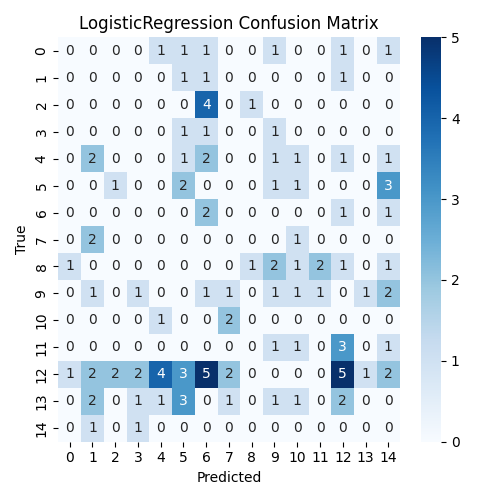 LogisticRegression Confusion Matrix
0 0 0 0 0 1 1 1 0 0 1 0 0 1 0 1
1 0 0 0 0 0 1 1 0 0 0 0 0 1 0 0
2 0 0 0 0 0 0 4 0 1 0 0 0 0 0 0
3 0 0 0 0 0 1 1 0 0 1 0 0 0 0 0
4 0 2 0 0 0 1 2 0 0 1 1 0 1 0 1
5 0 0 1 0 0 2 0 0 0 1 1 0 0 0 3
6 0 0 0 0 0 0 2 0 0 0 0 0 1 0 1
7 0 2 0 0 0 0 0 0 0 0 1 0 0 0 0
8 1 0 0 0 0 0 0 0 1 2 1 2 1 0 1
9 0 1 0 1 0 0 1 1 0 1 1 1 0 1 2
10 0 0 0 0 1 0 0 2 0 0 0 0 0 0 0
11 0 0 0 0 0 0 0 0 0 1 1 0 3 0 1
12 1 2 2 2 4 3 5 2 0 0 0 0 5 1 2
13 0 2 0 1 1 3 0 1 0 1 1 0 2 0 0
14 0 1 0 1 0 0 0 0 0 0 0 0 0 0 0
0 1 2 3 4 5 6 7 8 9 10 11 12 13 14
Predicted
True
5
4
3
2
1
0